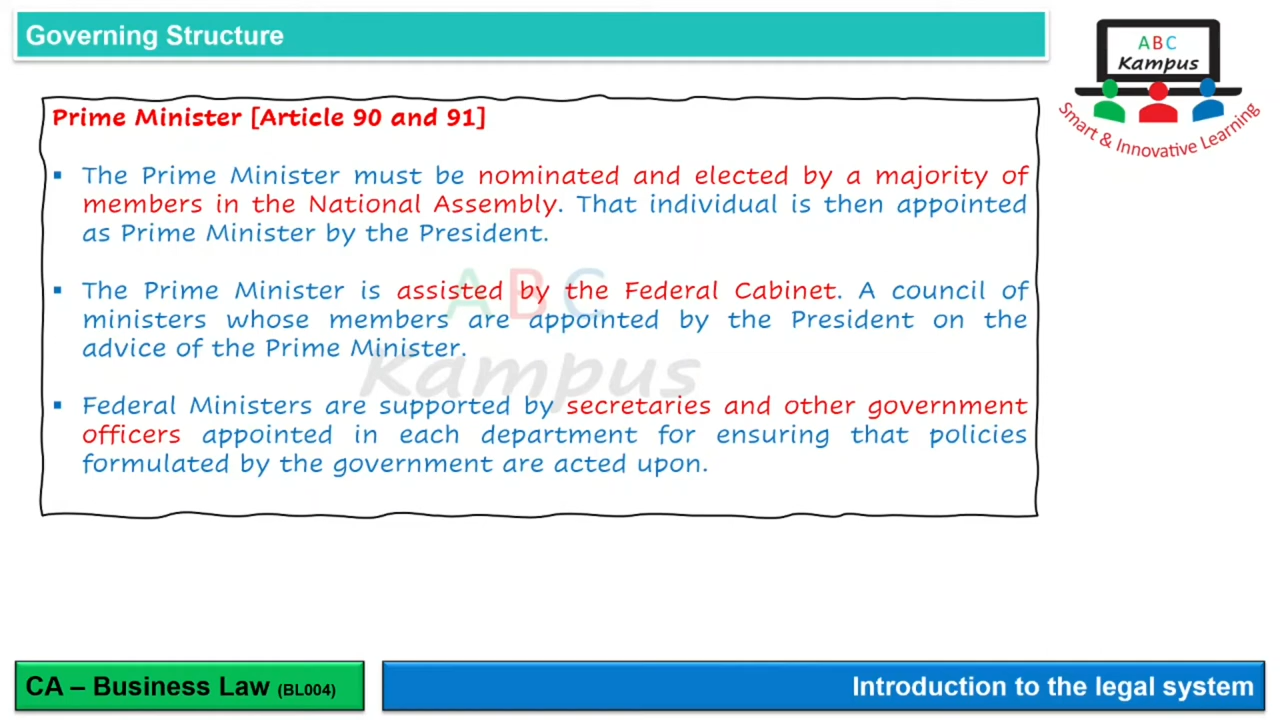 Governing Structure
ABC
Kampus
Smart & Innovative Learning
Prime Minister [Article 90 and 91]
▪ The Prime Minister must be nominated and elected by a majority of
members in the National Assembly. That individual is then appointed
as Prime Minister by the President.
▪ The Prime Minister is assisted by the Federal Cabinet. A council of
ministers whose members are appointed by the President on the
advice of the Prime Minister.
▪ Federal Ministers are supported by secretaries and other government
officers appointed in each department for ensuring that policies
formulated by the government are acted upon.
ABC
Kampus
CA – Business Law (BL004)
Introduction to the legal system